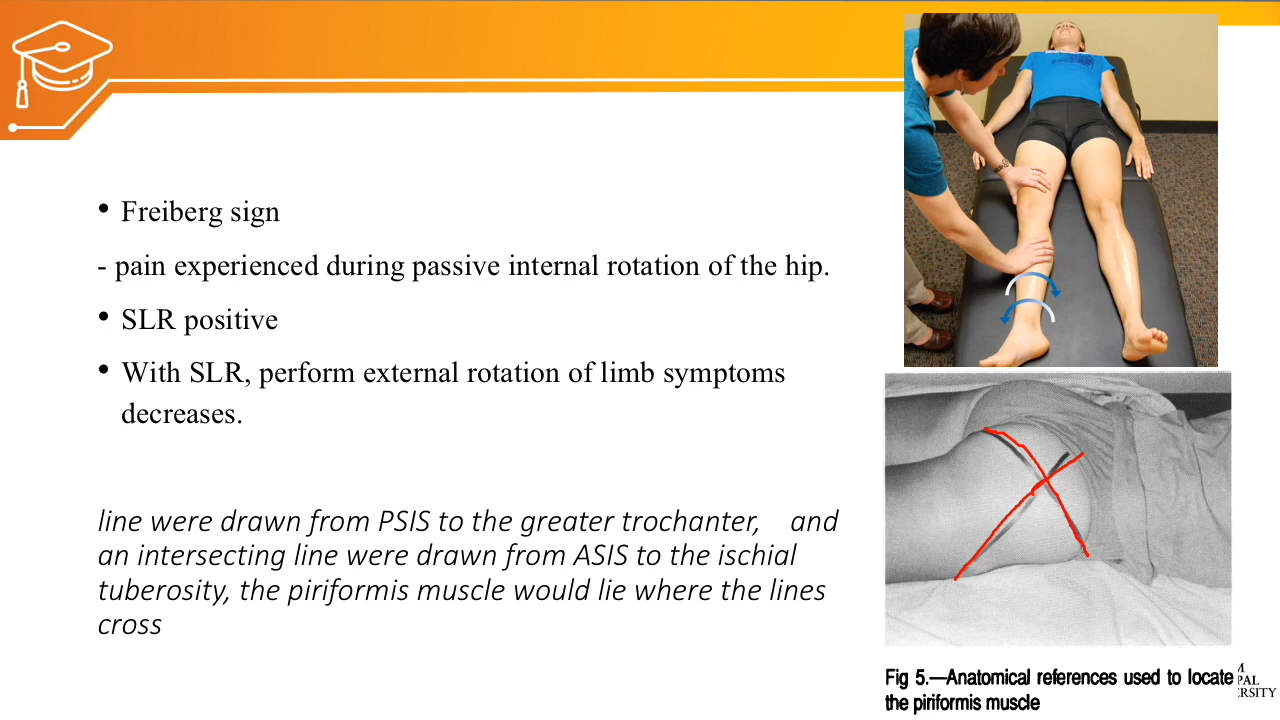 • Freiberg sign
- pain experienced during passive internal rotation of the hip.
• SLR positive
• With SLR, perform external rotation of limb symptoms
decreases.
line were drawn from PSIS to the greater trochanter, and
an intersecting line were drawn from ASIS to the ischial
tuberosity, the piriformis muscle would lie where the lines
cross
Fig 5.—Anatomical references used to locate
the piriformis muscle